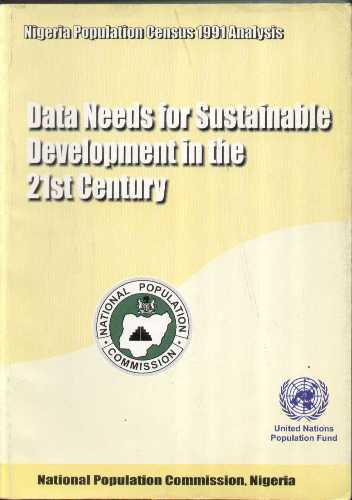 Nigeria Population Census 1991 Analysis
Data Needs for Sustainable
Development in the
21st Century
NATIONAL POPULATION
COMMISSION
United Nations
Population Fund
National Population Commission, Nigeria